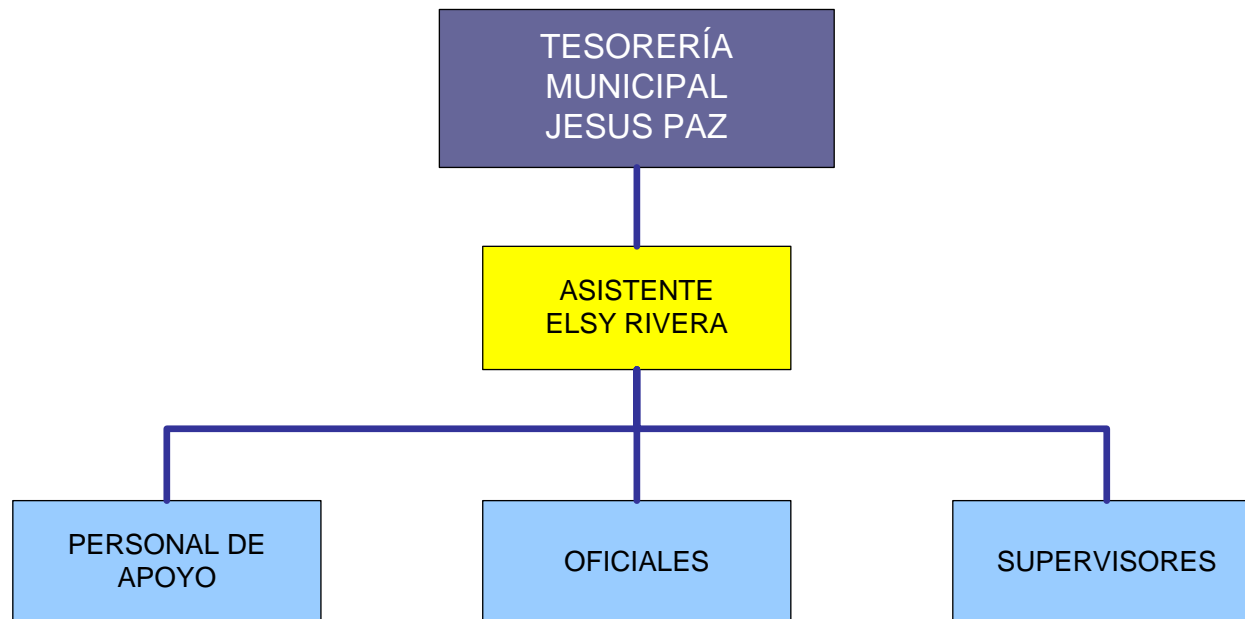 TESORERÍA
MUNICIPAL
JESUS PAZ
ASISTENTE
ELSY RIVERA
PERSONAL DE
APOYO
OFICIALES
SUPERVISORES